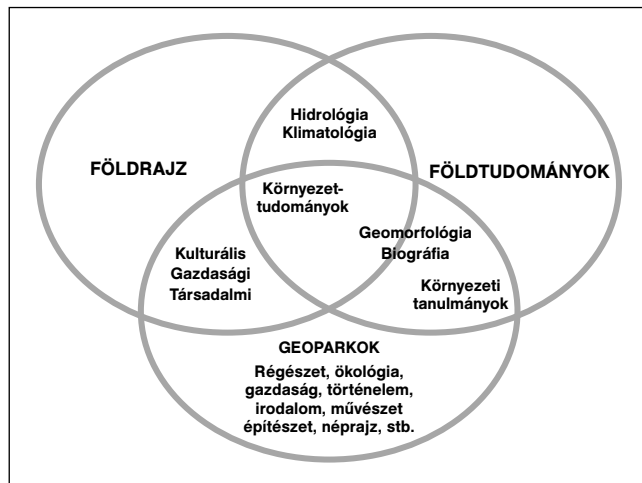 Hidrológia
Klimatológia
FÖLDRAJZ
FÖLDTUDOMÁNYOK
Környezet-
tudományok
Geomorfológia
Biográfia
Kulturális
Gazdasági
Társadalmi
Környezeti
tanulmányok
GEOPARKOK
Régészet, ökológia,
gazdaság, történelem,
irodalom, művészet
építészet, néprajz, stb.